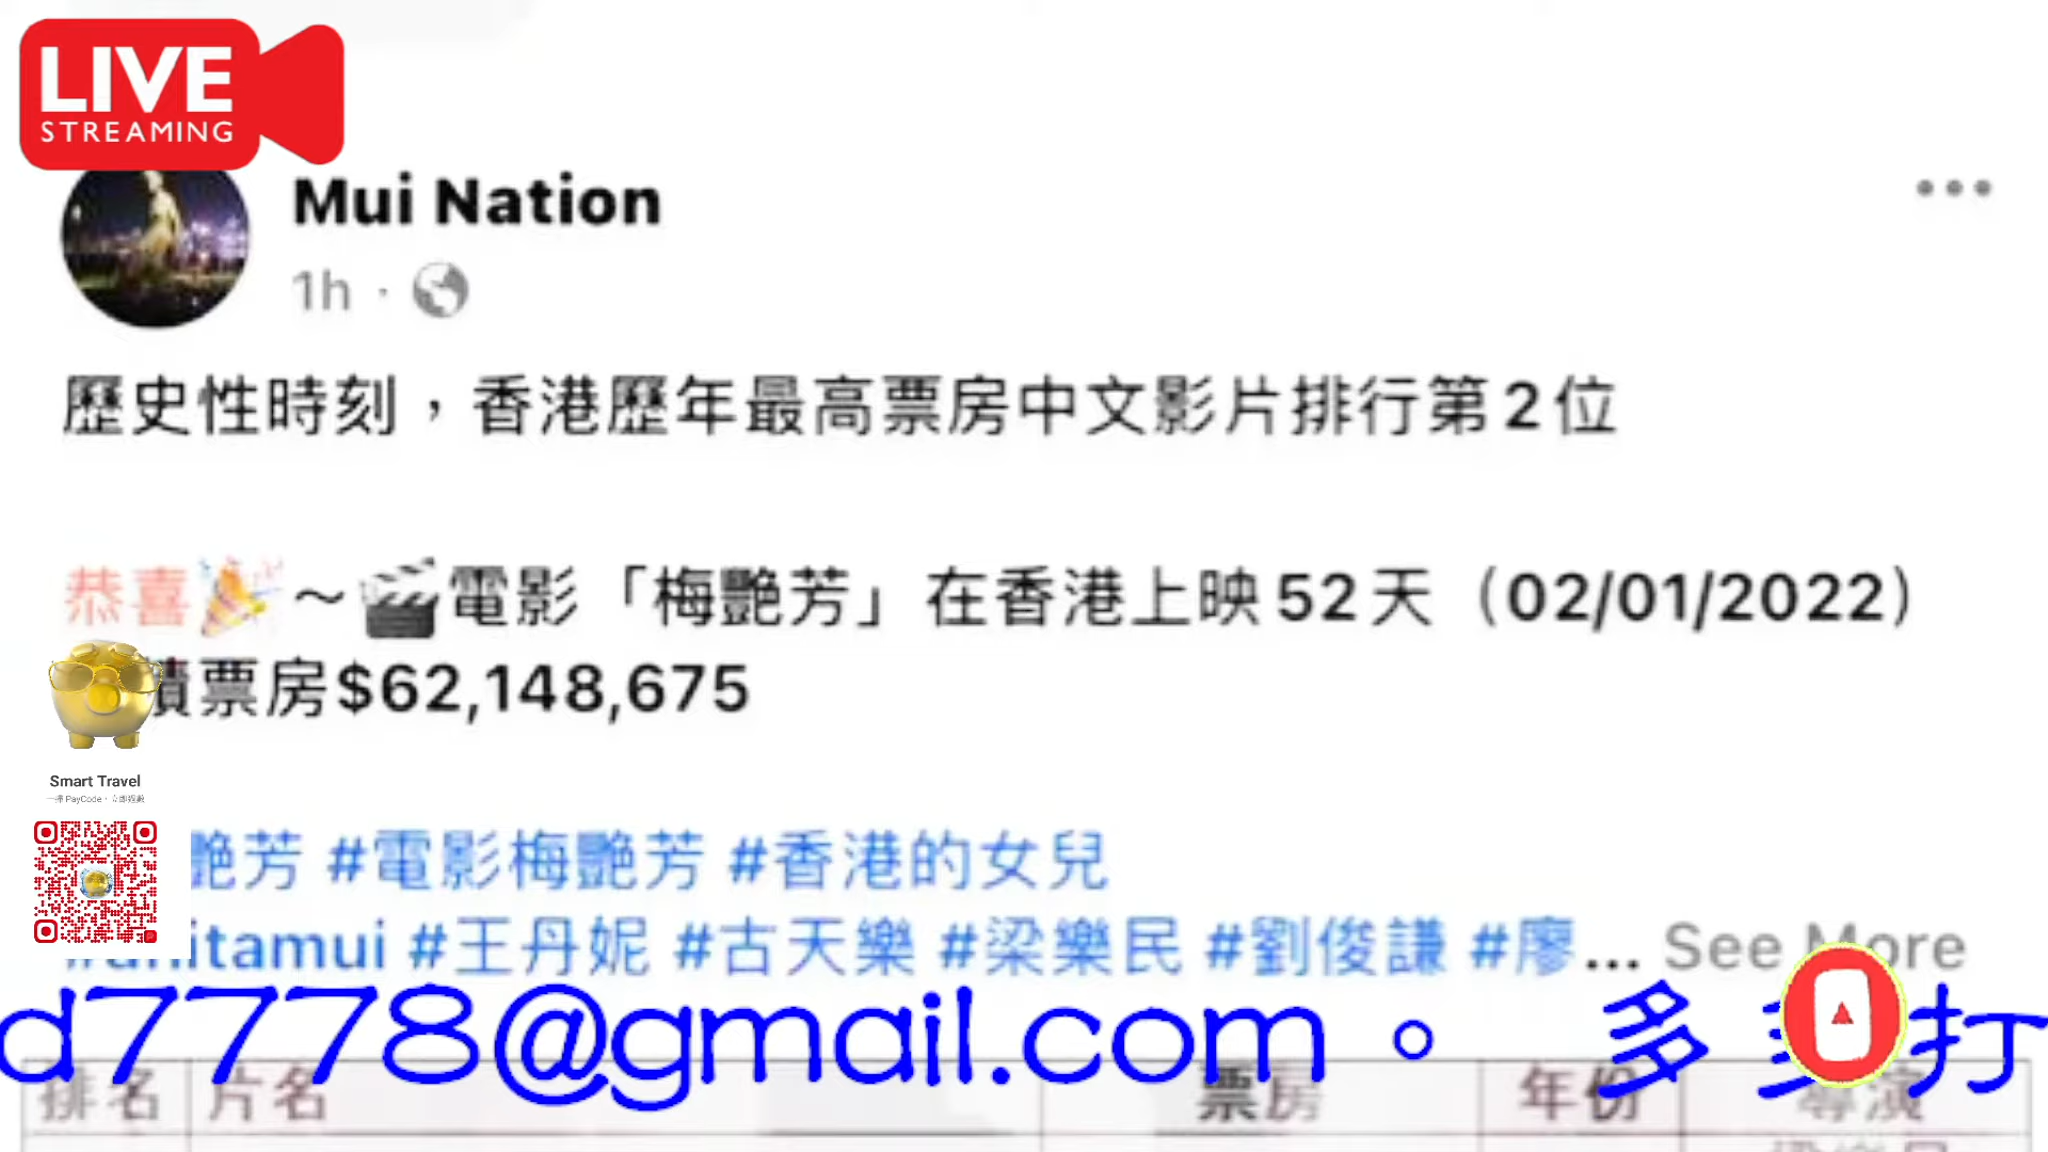 LIVE
STREAMING
Mui Nation
1h ·
歷史性時刻，香港歷年最高票房中文影片排行第2位
恭喜🎉～🎬電影「梅艷芳」在香港上映52天（02/01/2022）
積票房$62,148,675
Smart Travel
艷芳 #電影梅艷芳 #香港的女兒
#anitamui #王丹妮 #古天樂 #梁樂民 #劉俊謙 #廖... See More
d7778@gmail.com。 多 打
排名 片名 票房 年份 導演